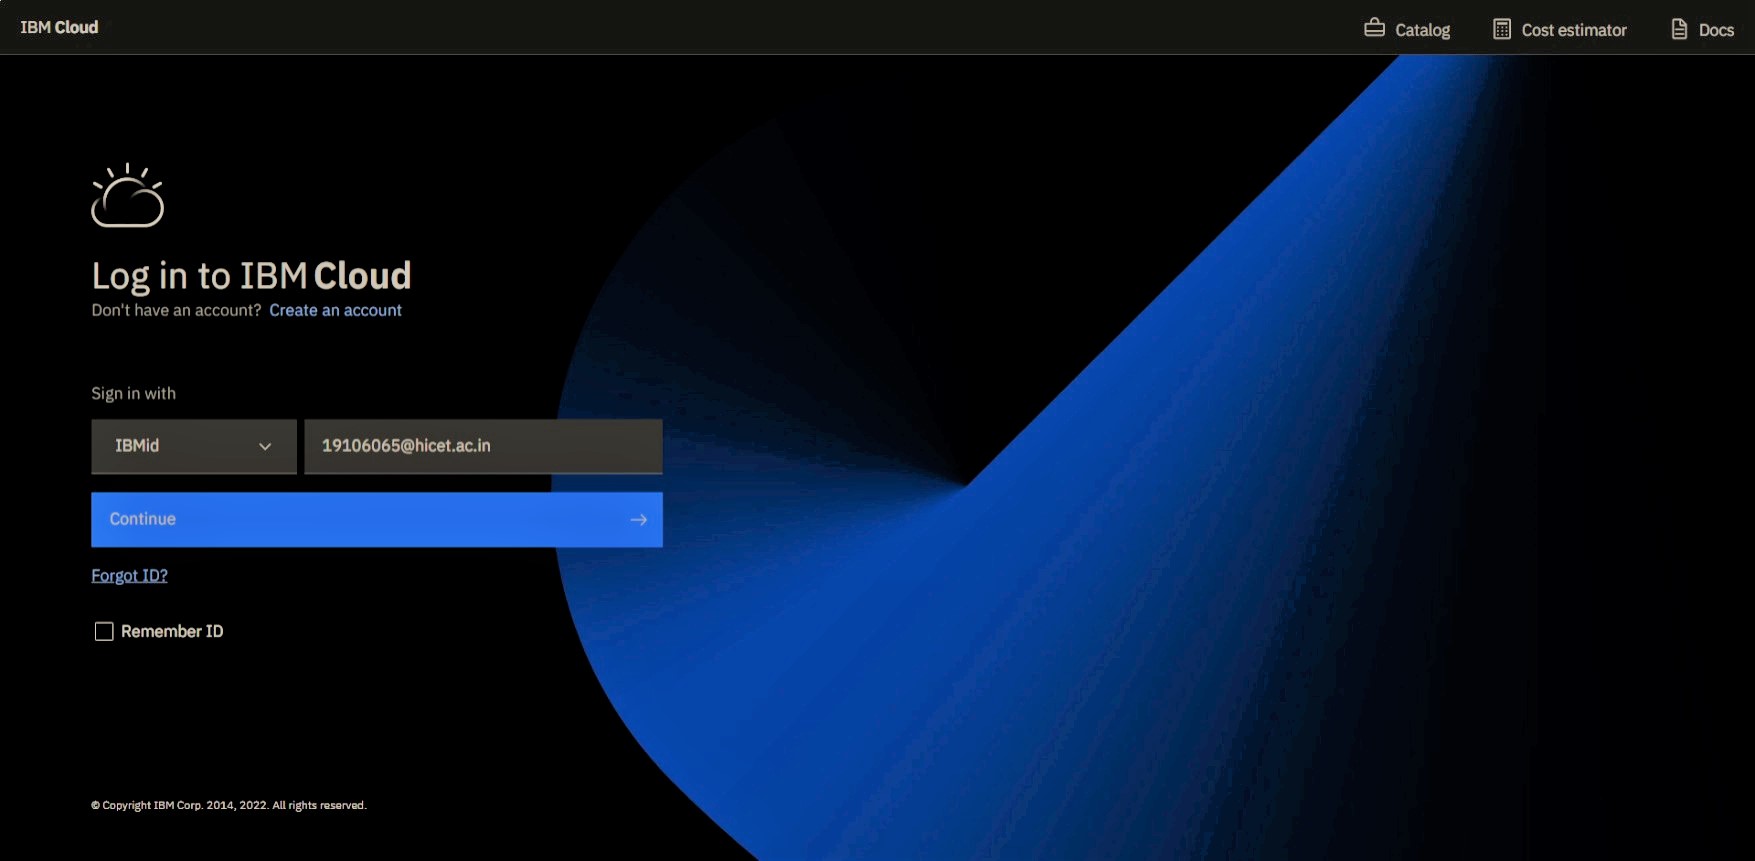 IBM Cloud
Catalog
Cost estimator
Docs
Log in to IBM Cloud
Don't have an account? Create an account
Sign in with
IBMid
19106065@hicet.ac.in
Continue
Forgot ID?
Remember ID
© Copyright IBM Corp. 2014, 2022. All rights reserved.